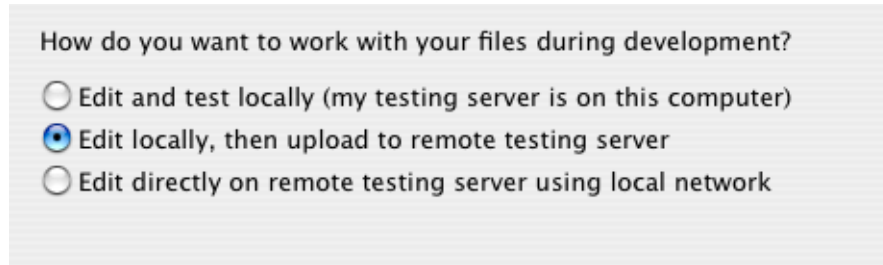 How do you want to work with your files during development?
Edit and test locally (my testing server is on this computer)
Edit locally, then upload to remote testing server
Edit directly on remote testing server using local network